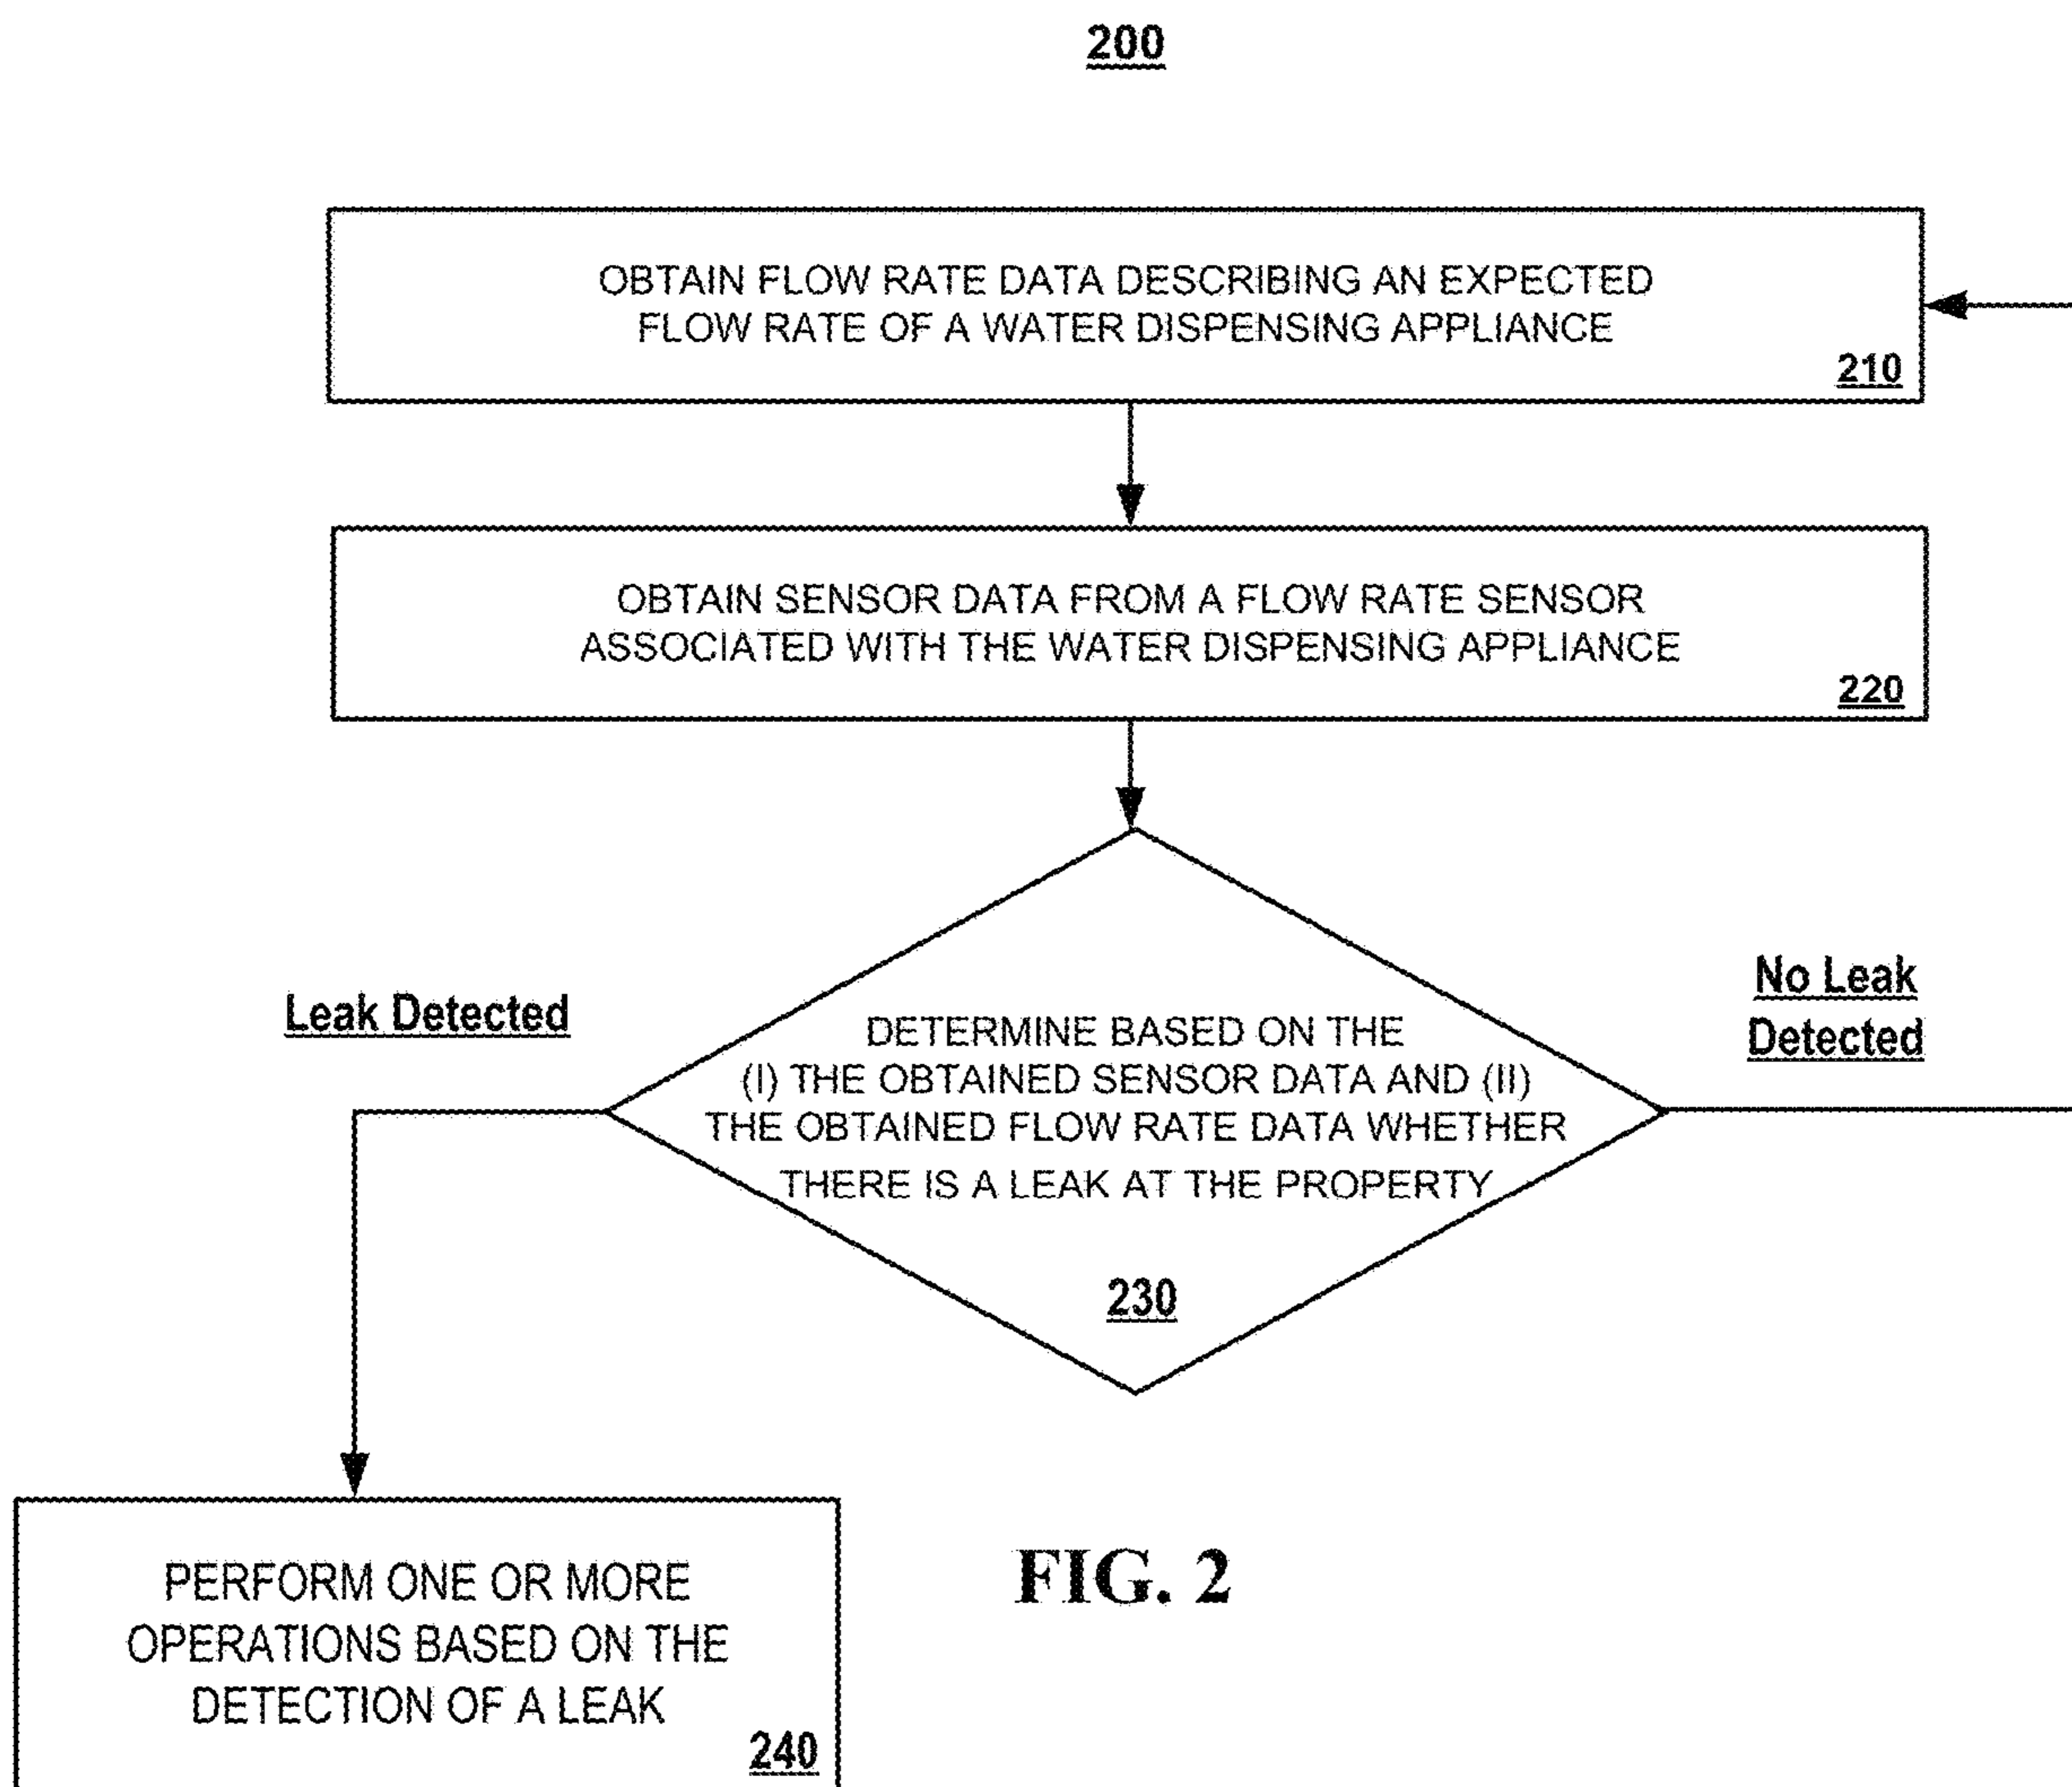 200
OBTAIN FLOW RATE DATA DESCRIBING AN EXPECTED
FLOW RATE OF A WATER DISPENSING APPLIANCE
210
OBTAIN SENSOR DATA FROM A FLOW RATE SENSOR
ASSOCIATED WITH THE WATER DISPENSING APPLIANCE
220
Leak Detected
No Leak
Detected
DETERMINE BASED ON THE
(I) THE OBTAINED SENSOR DATA AND (II)
THE OBTAINED FLOW RATE DATA WHETHER
THERE IS A LEAK AT THE PROPERTY
230
PERFORM ONE OR MORE
OPERATIONS BASED ON THE
DETECTION OF A LEAK
240
FIG. 2